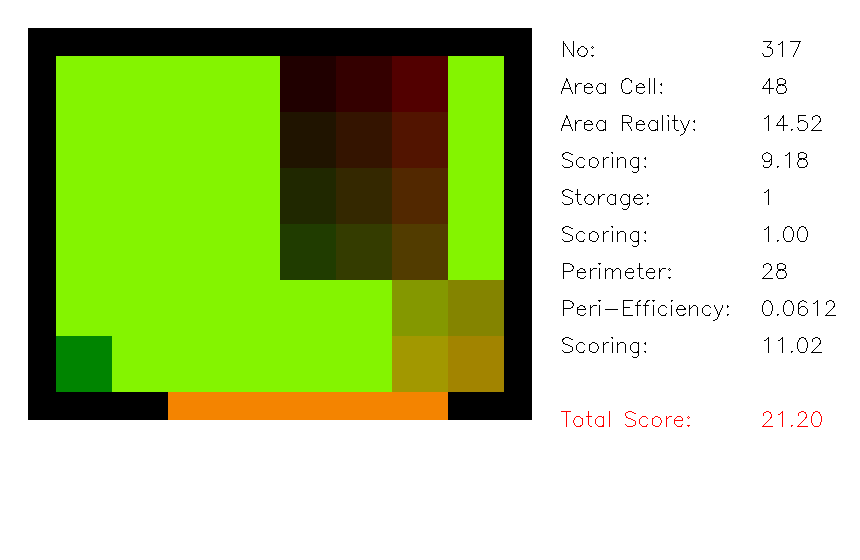 No: 317
Area Cell: 48
Area Reality: 14.52
Scoring: 9.18
Storage: 1
Scoring: 1.00
Perimeter: 28
Peri-Efficiency: 0.0612
Scoring: 11.02
Total Score: 21.20